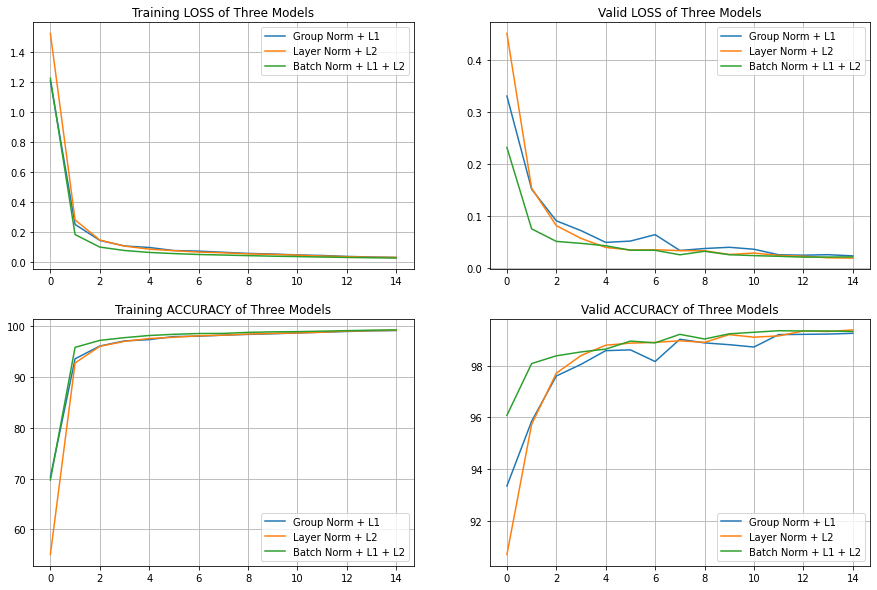 Training LOSS of Three Models
Group Norm + L1
Layer Norm + L2
Batch Norm + L1 + L2
1.4
1.2
1.0
0.8
0.6
0.4
0.2
0.0
0 2 4 6 8 10 12 14
Valid LOSS of Three Models
Group Norm + L1
Layer Norm + L2
Batch Norm + L1 + L2
0.4
0.3
0.2
0.1
0.0
0 2 4 6 8 10 12 14
Training ACCURACY of Three Models
100
90
80
70
60
Group Norm + L1
Layer Norm + L2
Batch Norm + L1 + L2
0 2 4 6 8 10 12 14
Valid ACCURACY of Three Models
98
96
94
92
Group Norm + L1
Layer Norm + L2
Batch Norm + L1 + L2
0 2 4 6 8 10 12 14